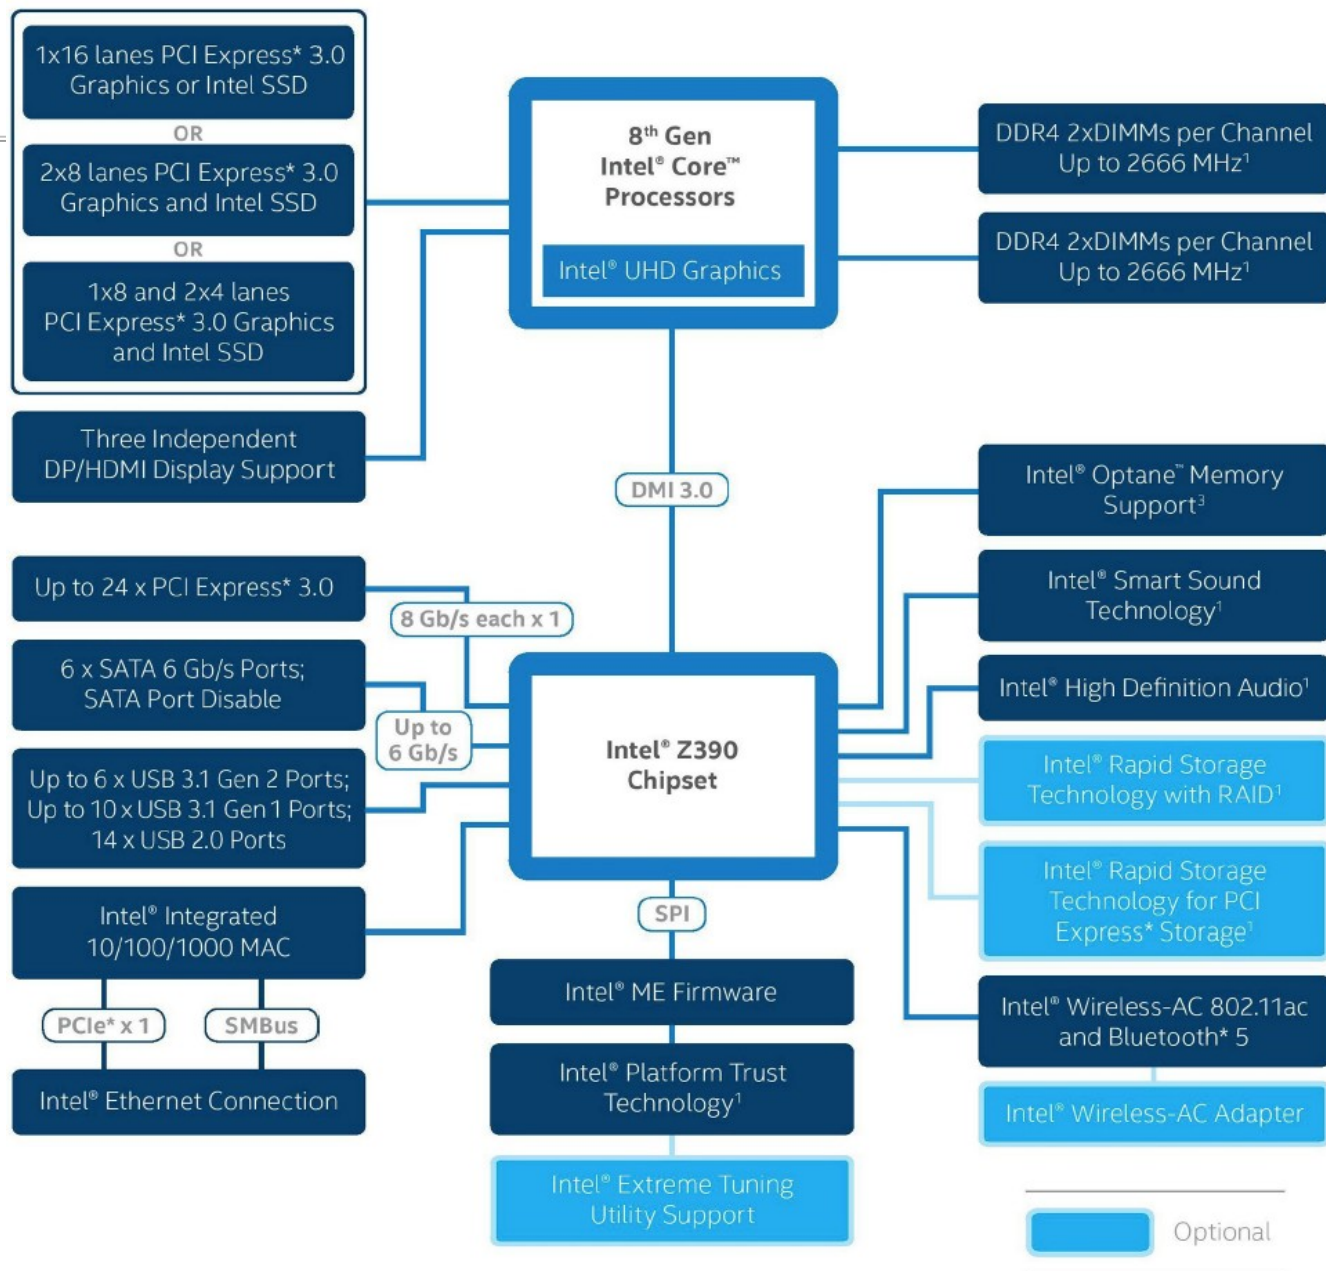 1x16 lanes PCI Express* 3.0
Graphics or Intel SSD
OR
2x8 lanes PCI Express* 3.0
Graphics and Intel SSD
OR
1x8 and 2x4 lanes
PCI Express* 3.0 Graphics
and Intel SSD
Three Independent
DP/HDMI Display Support
8th Gen
Intel® Core™
Processors
Intel® UHD Graphics
DDR4 2xDIMMs per Channel
Up to 2666 MHz¹
DDR4 2xDIMMs per Channel
Up to 2666 MHz¹
DMI 3.0
Up to 24 x PCI Express* 3.0
8 Gb/s each x 1
6 x SATA 6 Gb/s Ports;
SATA Port Disable
Up to
6 Gb/s
Up to 6 x USB 3.1 Gen 2 Ports;
Up to 10 x USB 3.1 Gen 1 Ports;
14 x USB 2.0 Ports
Intel® Integrated
10/100/1000 MAC
PCIe* x 1
SMBus
Intel® Ethernet Connection
Intel® Z390
Chipset
SPI
Intel® ME Firmware
Intel® Platform Trust
Technology¹
Intel® Extreme Tuning
Utility Support
Intel® Optane™ Memory
Support³
Intel® Smart Sound
Technology¹
Intel® High Definition Audio¹
Intel® Rapid Storage
Technology with RAID¹
Intel® Rapid Storage
Technology for PCI
Express* Storage¹
Intel® Wireless-AC 802.11ac
and Bluetooth* 5
Intel® Wireless-AC Adapter
Optional